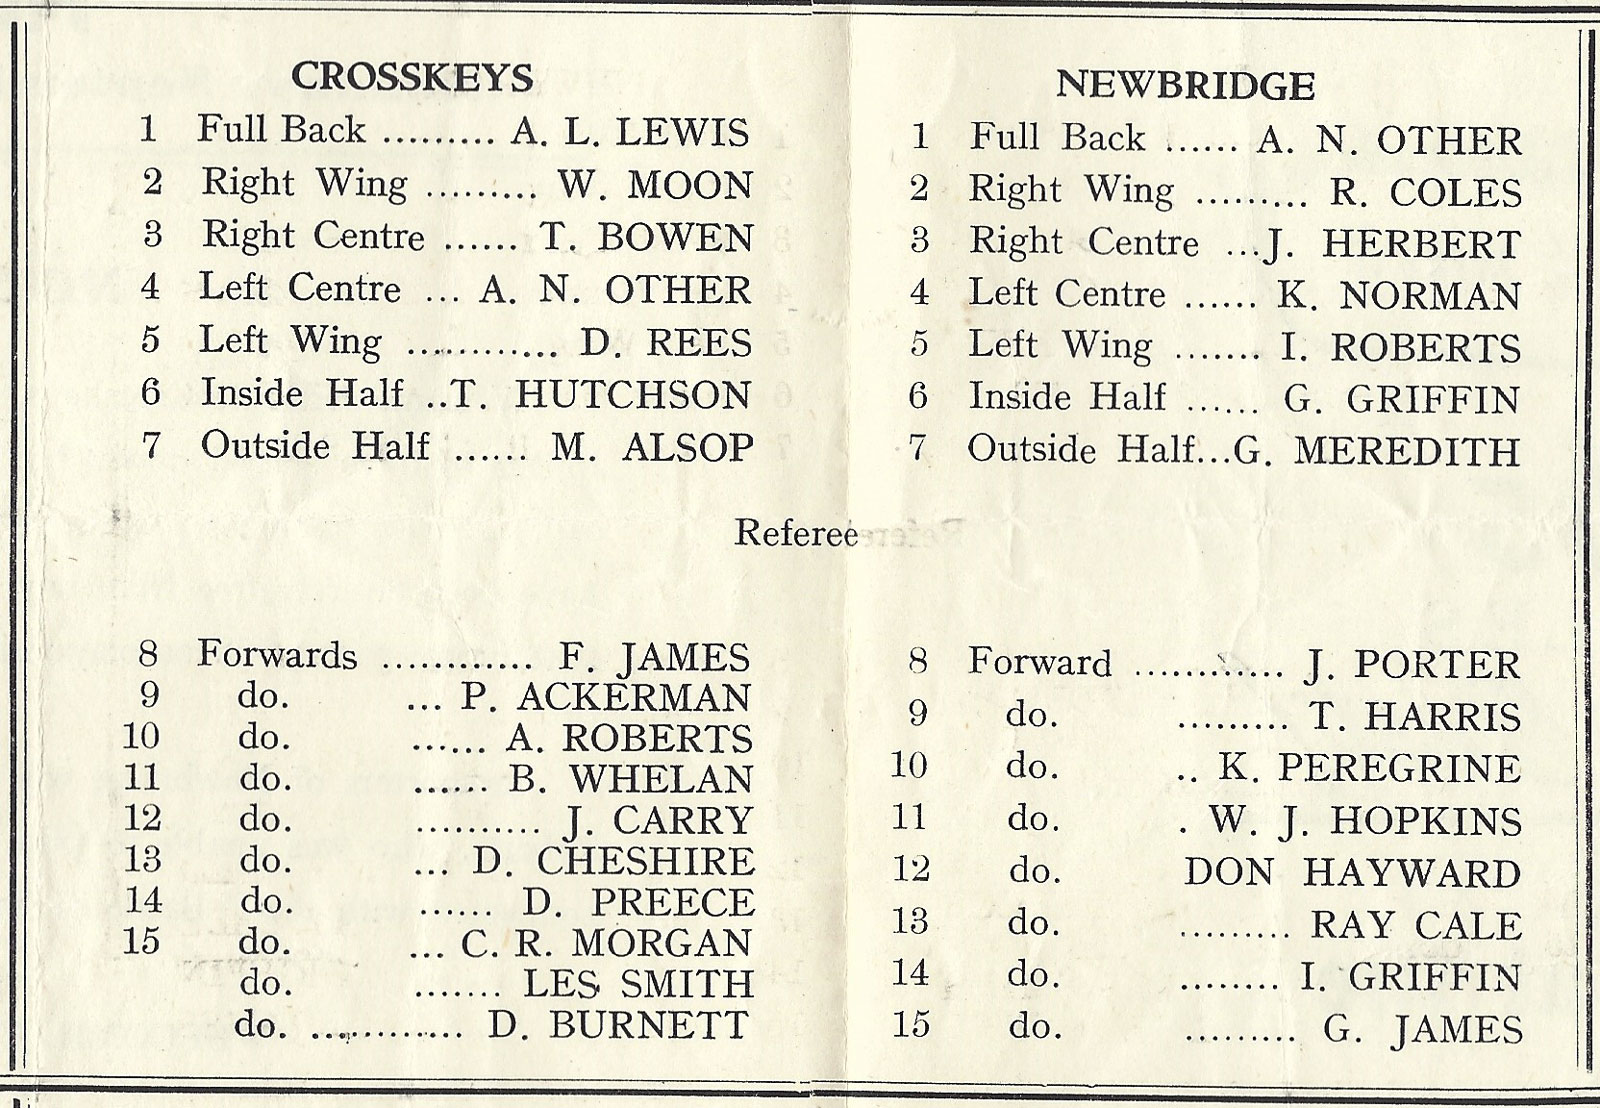 CROSSKEYS
1 Full Back ......... A. L. LEWIS
2 Right Wing ......... W. MOON
3 Right Centre ...... T. BOWEN
4 Left Centre ... A. N. OTHER
5 Left Wing ............ D. REES
6 Inside Half ..T. HUTCHSON
7 Outside Half ...... M. ALSOP
NEWBRIDGE
1 Full Back ...... A. N. OTHER
2 Right Wing ......... R. COLES
3 Right Centre ...J. HERBERT
4 Left Centre ...... K. NORMAN
5 Left Wing ....... I. ROBERTS
6 Inside Half ...... G. GRIFFIN
7 Outside Half...G. MEREDITH
Referee
8 Forwards ............ F. JAMES
9 do. ... P. ACKERMAN
10 do. ...... A. ROBERTS
11 do. ...... B. WHELAN
12 do. .......... J. CARRY
13 do. ... D. CHESHIRE
14 do. ...... D. PREECE
15 do. ... C. R. MORGAN
do. ....... LES SMITH
do. ............ D. BURNETT
8 Forward ............ J. PORTER
9 do. ......... T. HARRIS
10 do. .. K. PEREGRINE
11 do. . W. J. HOPKINS
12 do. DON HAYWARD
13 do. ......... RAY CALE
14 do. ........ I. GRIFFIN
15 do. ......... G. JAMES